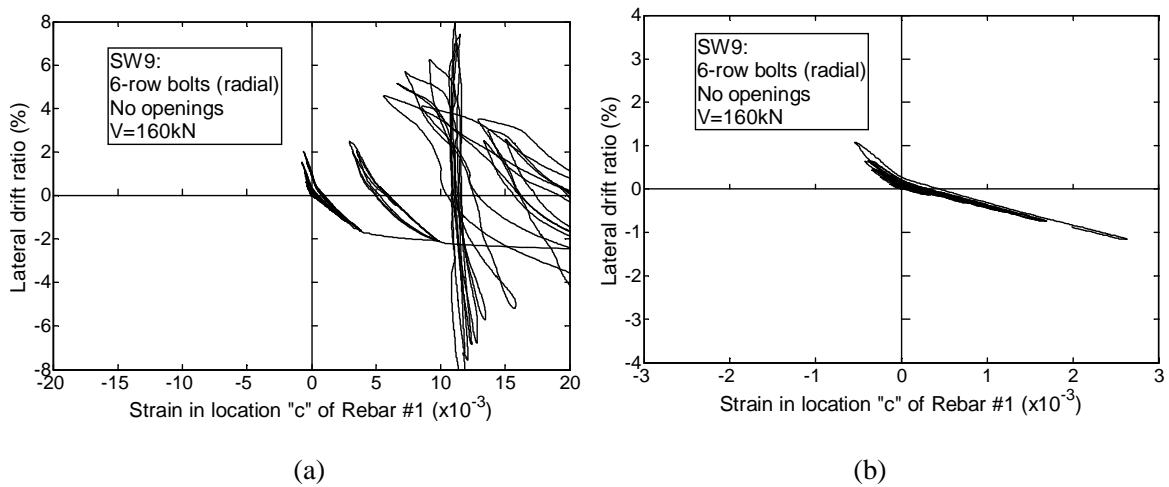 8
6
4
2
0
-2
-4
-6
-8
-20
-15
-10
-5
0
5
10
15
20
Lateral drift ratio (%)
Strain in location "c" of Rebar #1 (x10-3)
SW9:
6-row bolts (radial)
No openings
V=160kN
(a)
4
3
2
1
0
-1
-2
-3
-4
-3
-2
-1
0
1
2
3
Lateral drift ratio (%)
Strain in location "c" of Rebar #1 (x10-3)
SW9:
6-row bolts (radial)
No openings
V=160kN
(b)